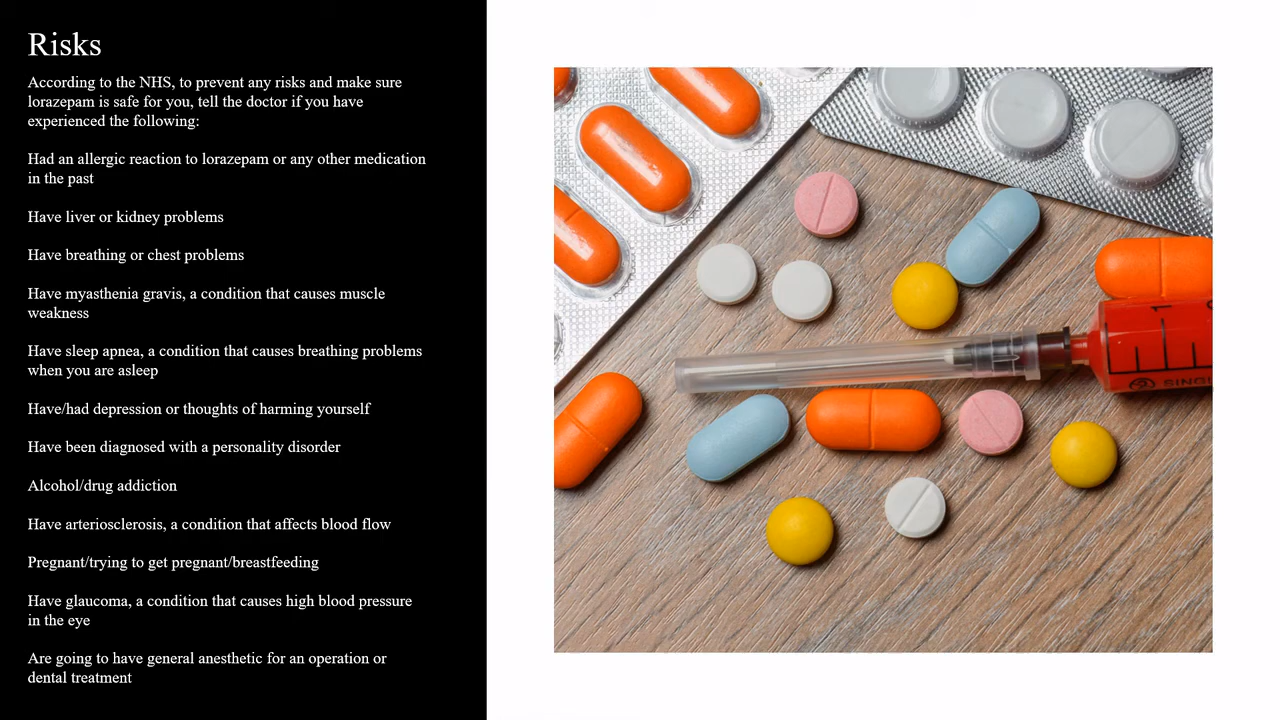 Risks
According to the NHS, to prevent any risks and make sure
lorazepam is safe for you, tell the doctor if you have
experienced the following:
Had an allergic reaction to lorazepam or any other medication
in the past
Have liver or kidney problems
Have breathing or chest problems
Have myasthenia gravis, a condition that causes muscle
weakness
Have sleep apnea, a condition that causes breathing problems
when you are asleep
Have/had depression or thoughts of harming yourself
Have been diagnosed with a personality disorder
Alcohol/drug addiction
Have arteriosclerosis, a condition that affects blood flow
Pregnant/trying to get pregnant/breastfeeding
Have glaucoma, a condition that causes high blood pressure
in the eye
Are going to have general anesthetic for an operation or
dental treatment
1